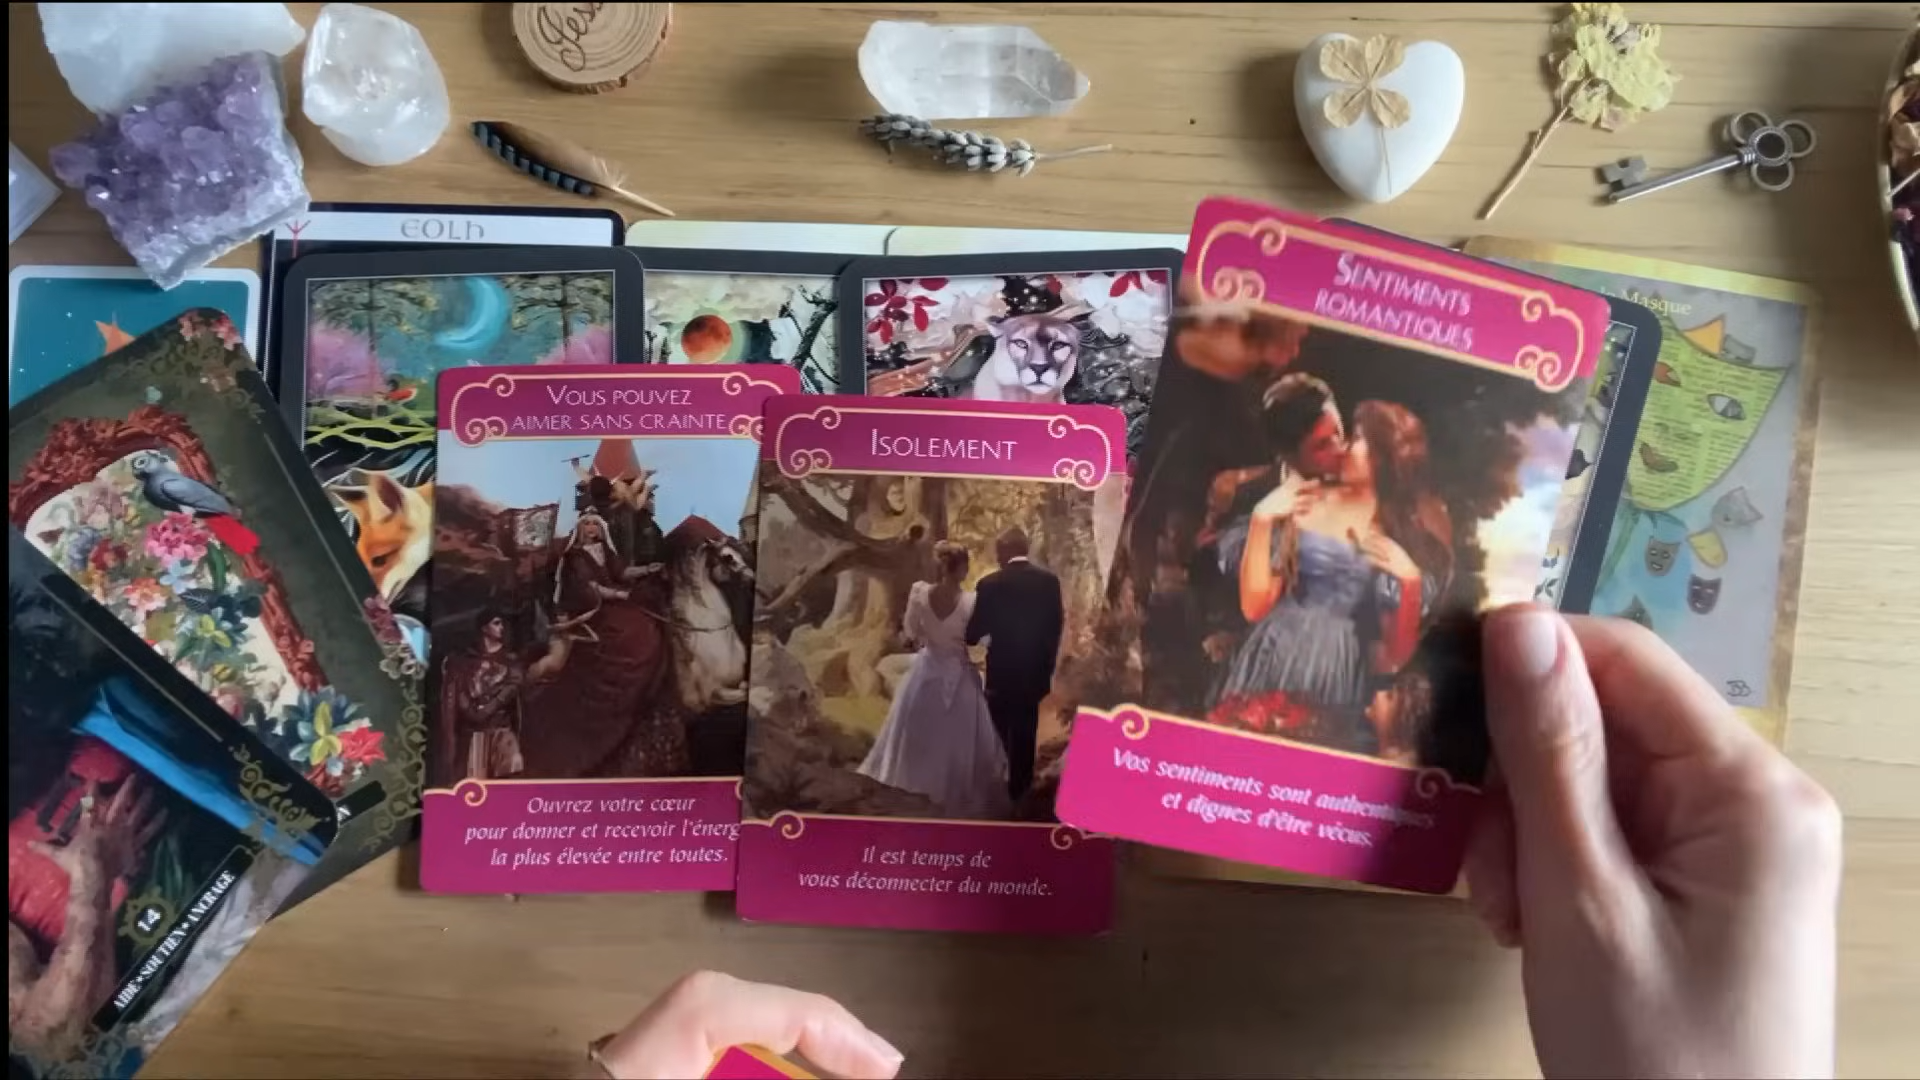 Jess
EOLH
Vous pouvez
aimer sans crainte
Ouvrez votre cœur
pour donner et recevoir l'énerg
la plus élevée entre toutes.
Isolement
Il est temps de
vous déconnecter du monde.
Sentiments
romantiques
Vos sentiments sont authentiques
et dignes d'être vécus.
Masque
14
AIDE * SOUTIEN * ANCRAGE